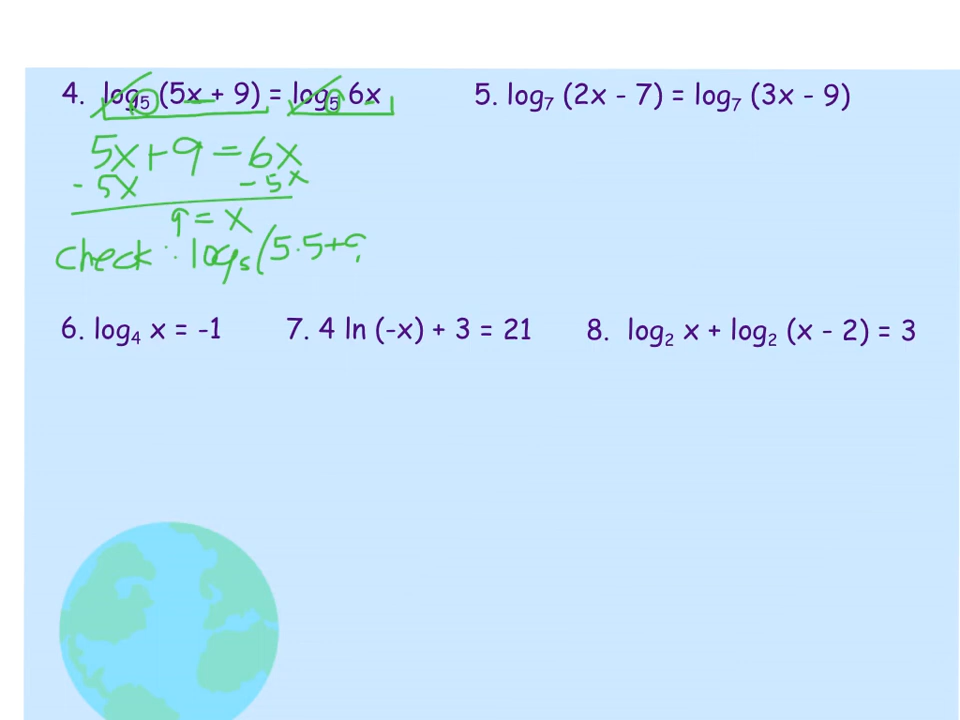 4. log₅ (5x + 9) = log₅ 6x
5. log₇ (2x - 7) = log₇ (3x - 9)
5x+9 = 6x
- 5x - 5x
9 = x
check : log₅(5.5+9
6. log₄ x = -1
7. 4 ln (-x) + 3 = 21
8. log₂ x + log₂ (x - 2) = 3